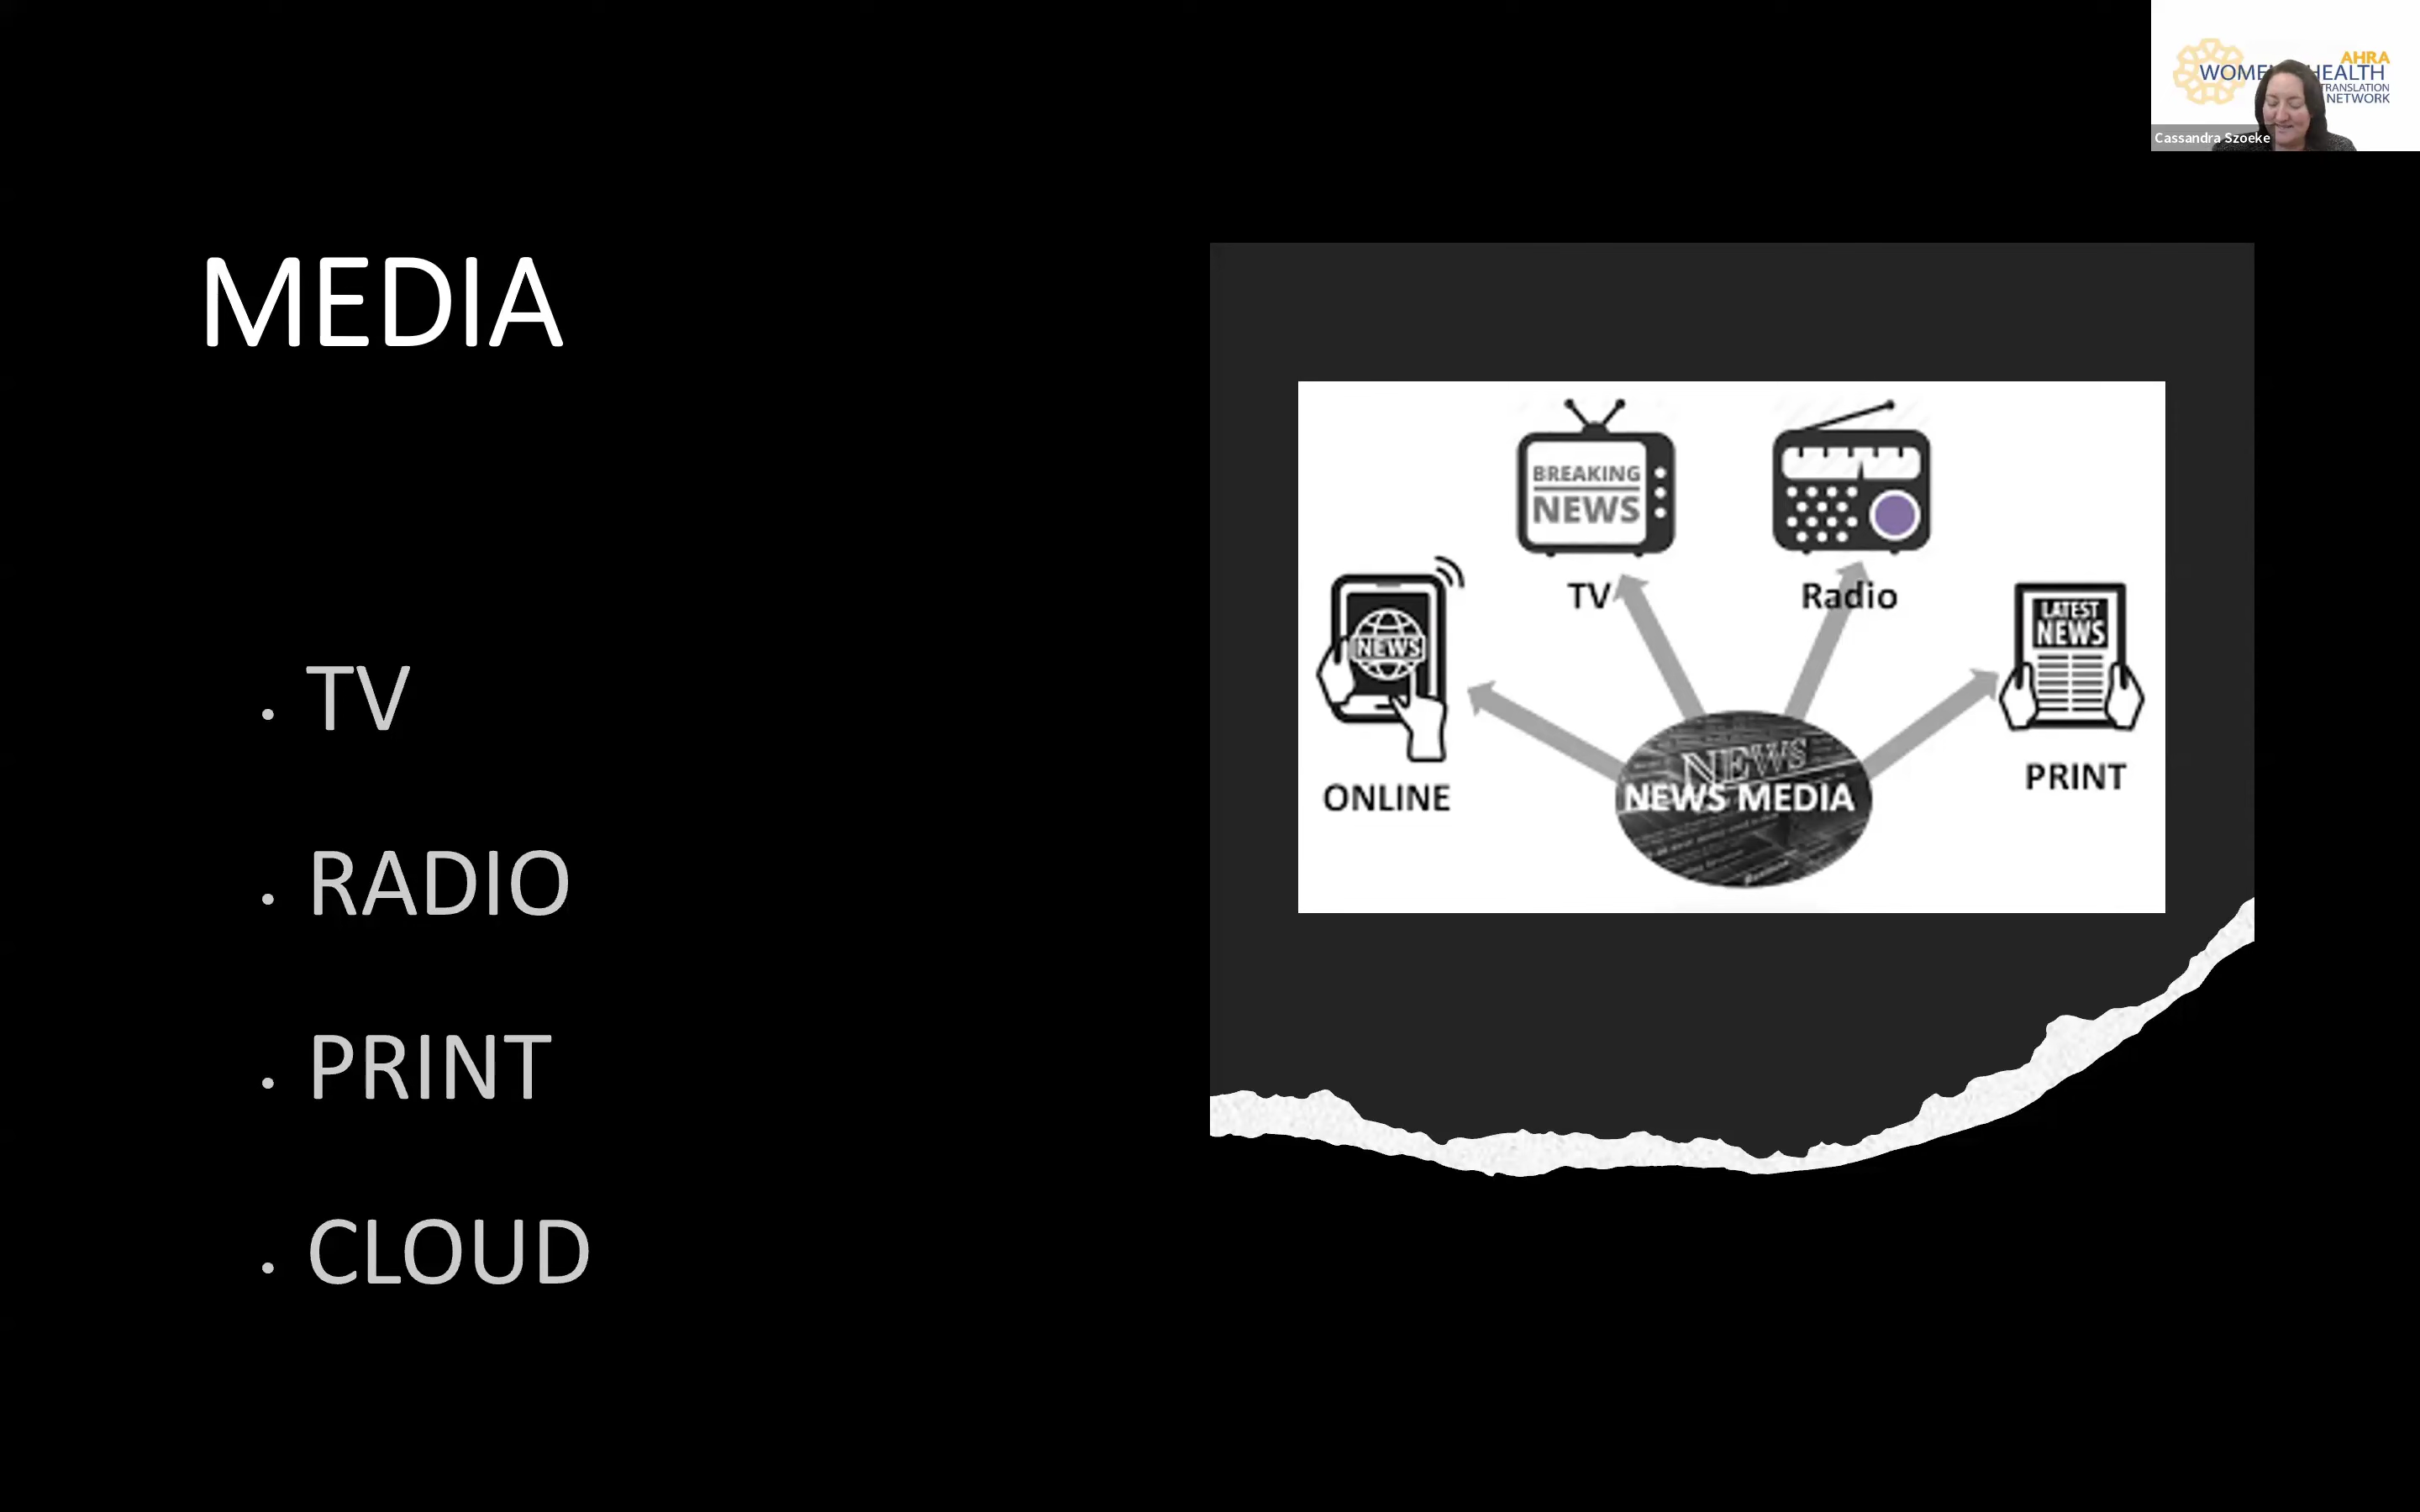 AHRA
WOMEN HEALTH
TRANSLATION
NETWORK
Cassandra Szoeke
MEDIA
• TV
• RADIO
• PRINT
• CLOUD
BREAKING
NEWS
TV
Radio
NEWS
ONLINE
LATEST
NEWS
PRINT
NEWS
NEWS MEDIA